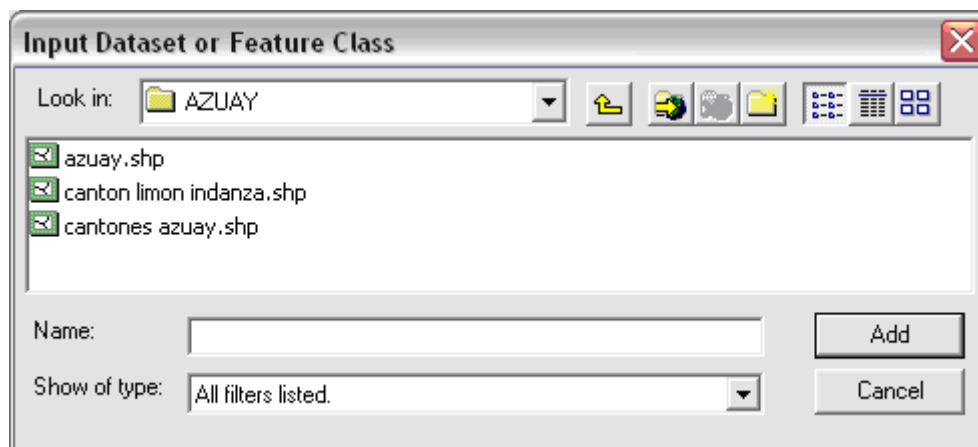 Input Dataset or Feature Class
Look in: AZUAY
azuay.shp
canton limon indanza.shp
cantones azuay.shp
Name: Add
Show of type: All filters listed. Cancel